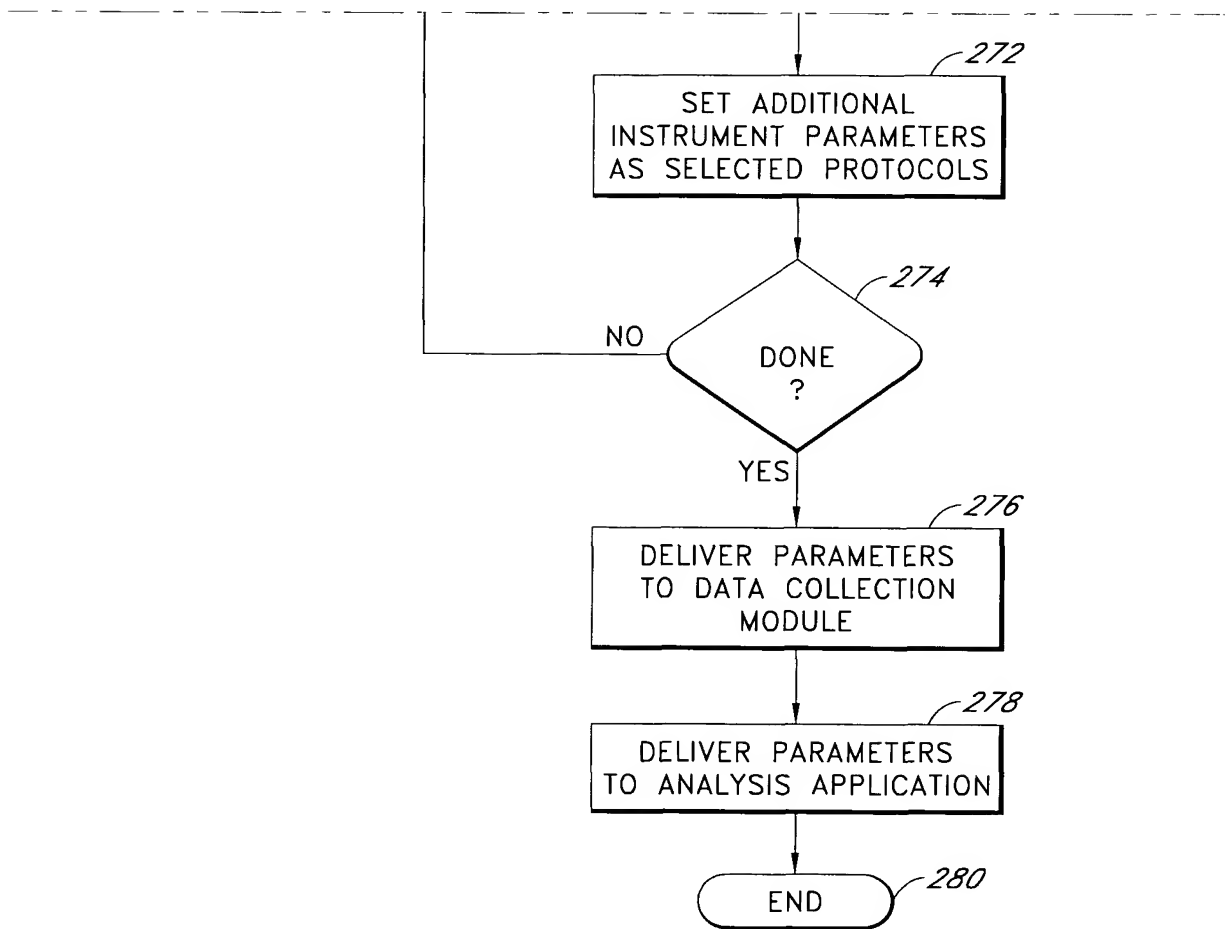 272
SET ADDITIONAL
INSTRUMENT PARAMETERS
AS SELECTED PROTOCOLS
274
NO
DONE
?
YES
276
DELIVER PARAMETERS
TO DATA COLLECTION
MODULE
278
DELIVER PARAMETERS
TO ANALYSIS APPLICATION
END
280